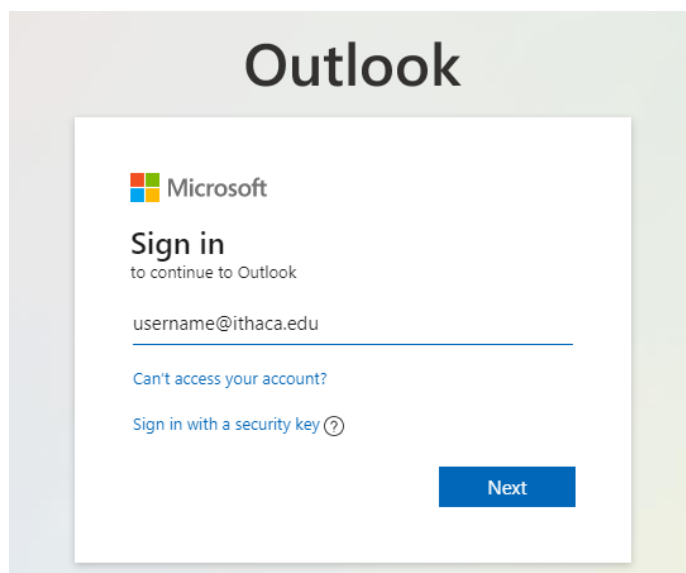 Outlook
Microsoft
Sign in
to continue to Outlook
username@ithaca.edu
Can't access your account?
Sign in with a security key ?
Next